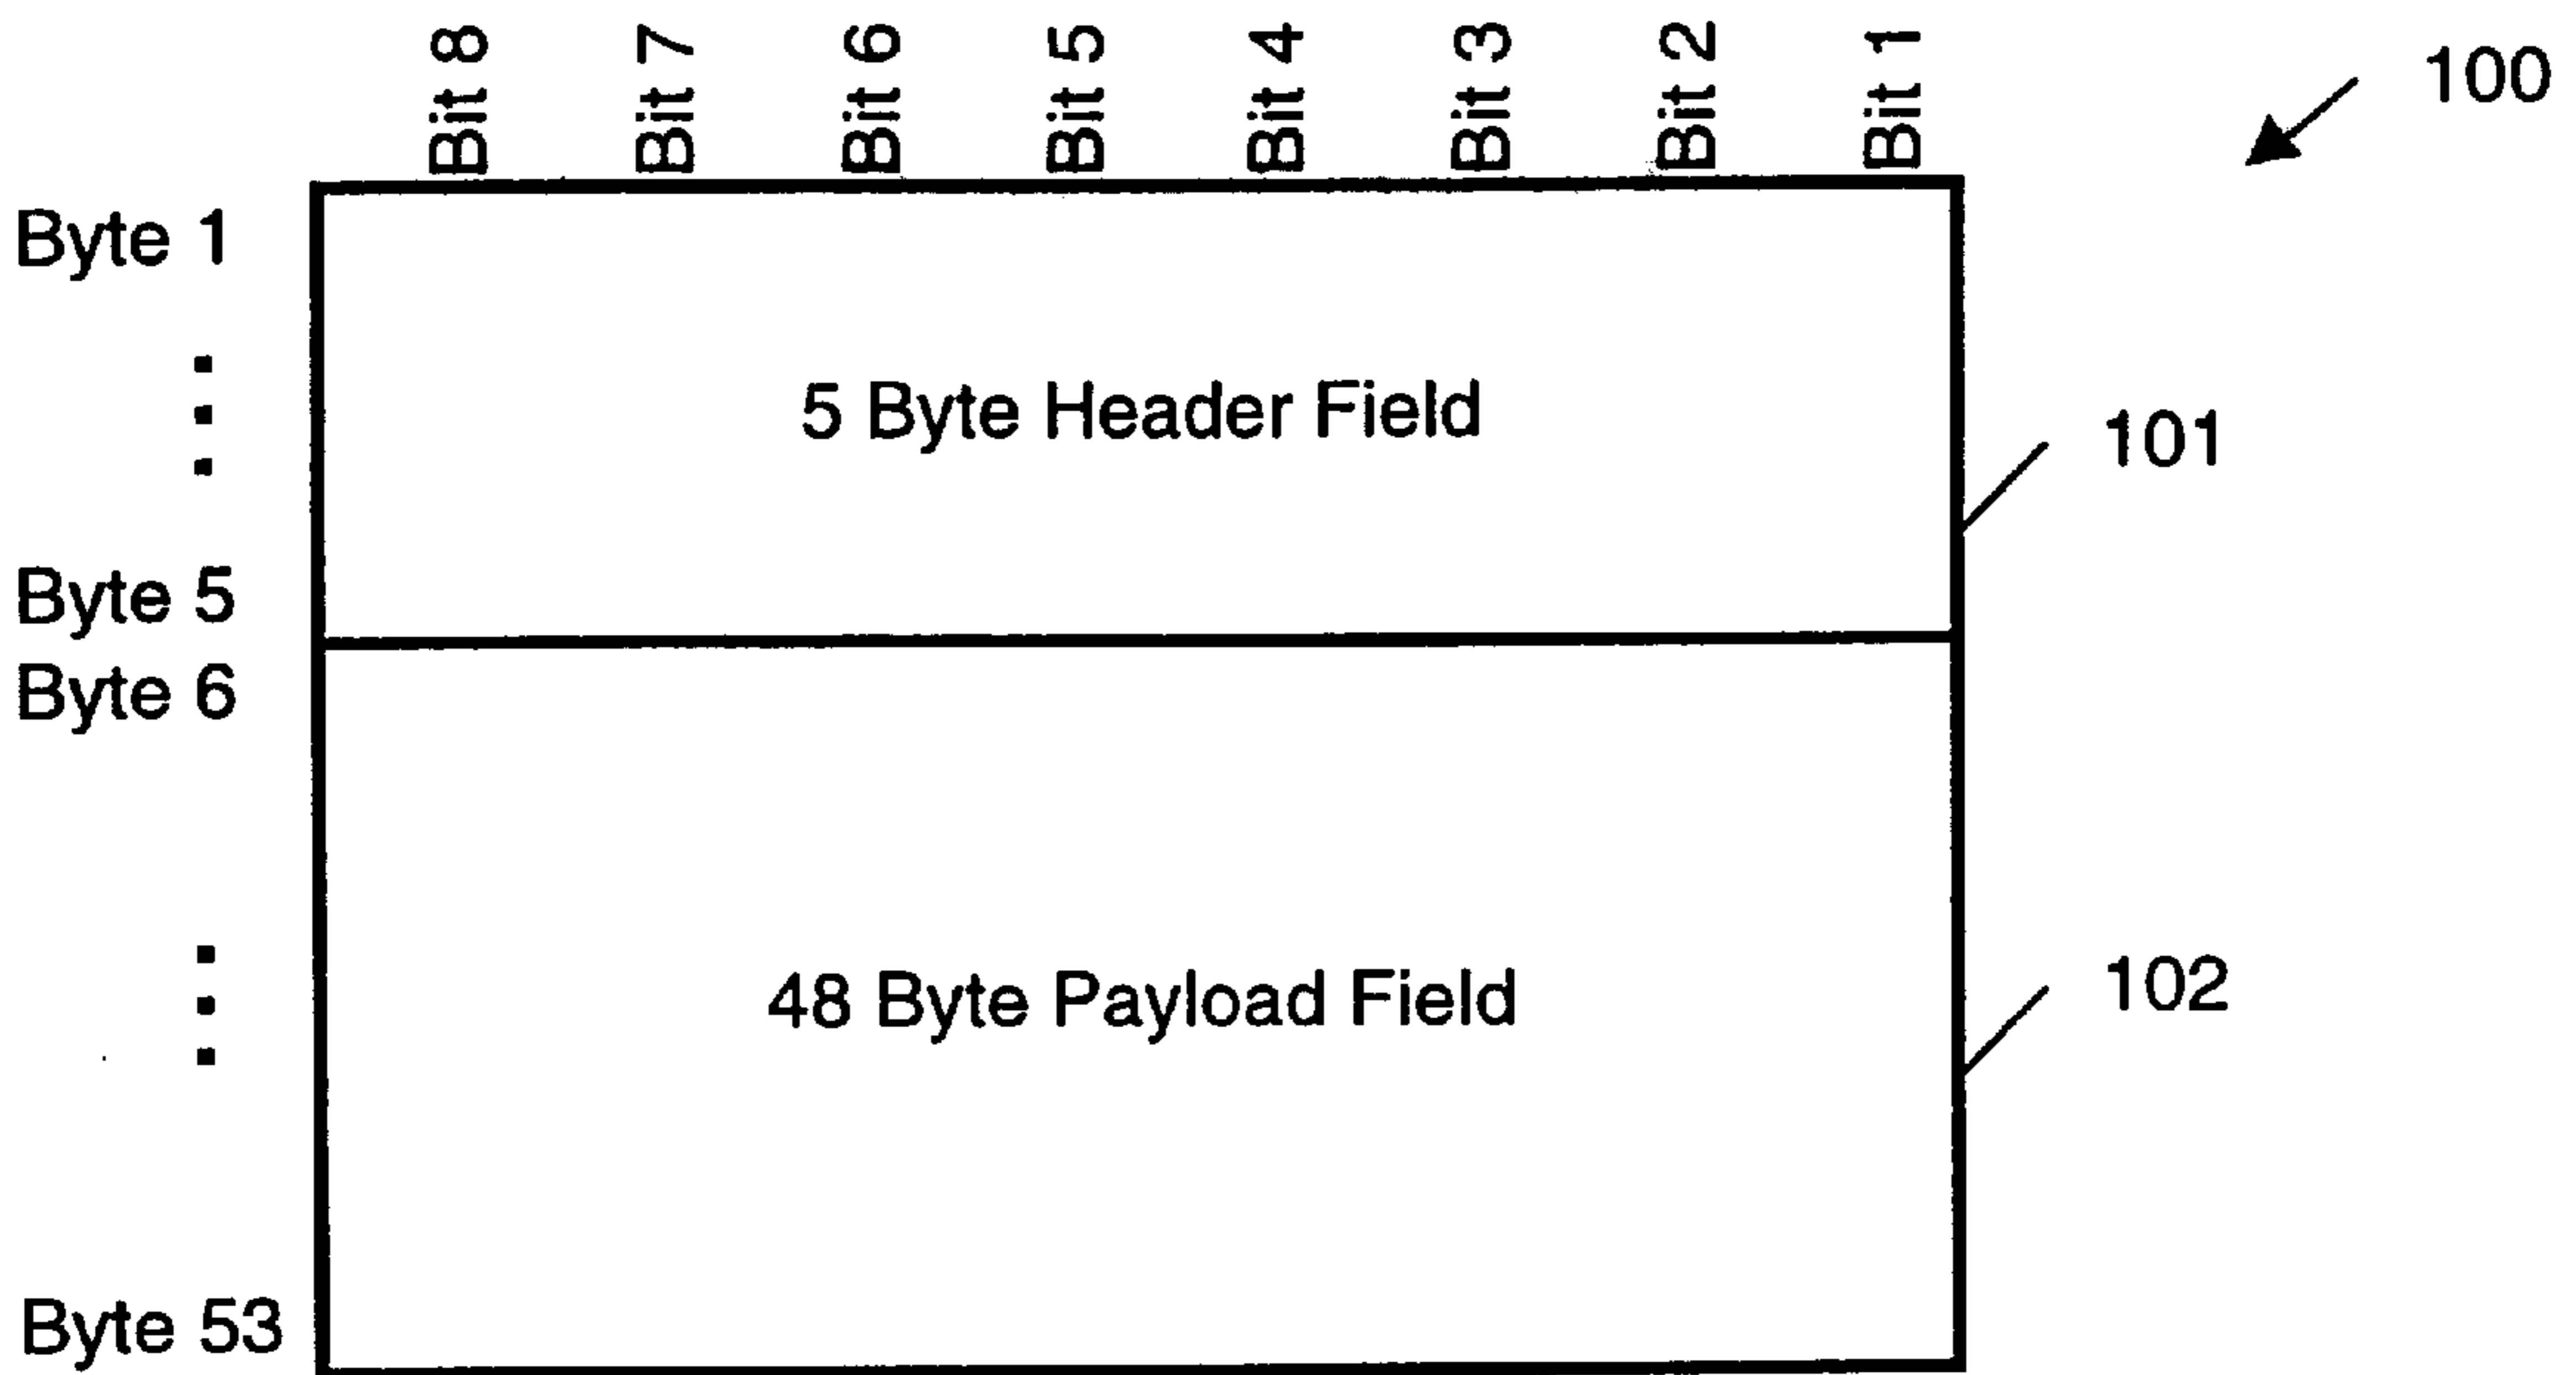 Bit 8 Bit 7 Bit 6 Bit 5 Bit 4 Bit 3 Bit 2 Bit 1
100
Byte 1
5 Byte Header Field
101
Byte 5
Byte 6
48 Byte Payload Field
102
Byte 53